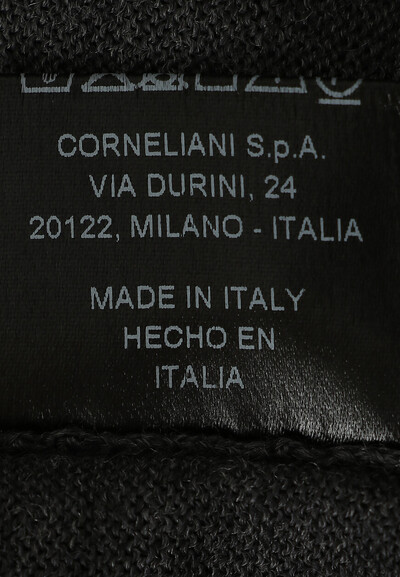 CORNELIANI S.p.A.
VIA DURINI, 24
20122, MILANO - ITALIA
MADE IN ITALY
HECHO EN
ITALIA